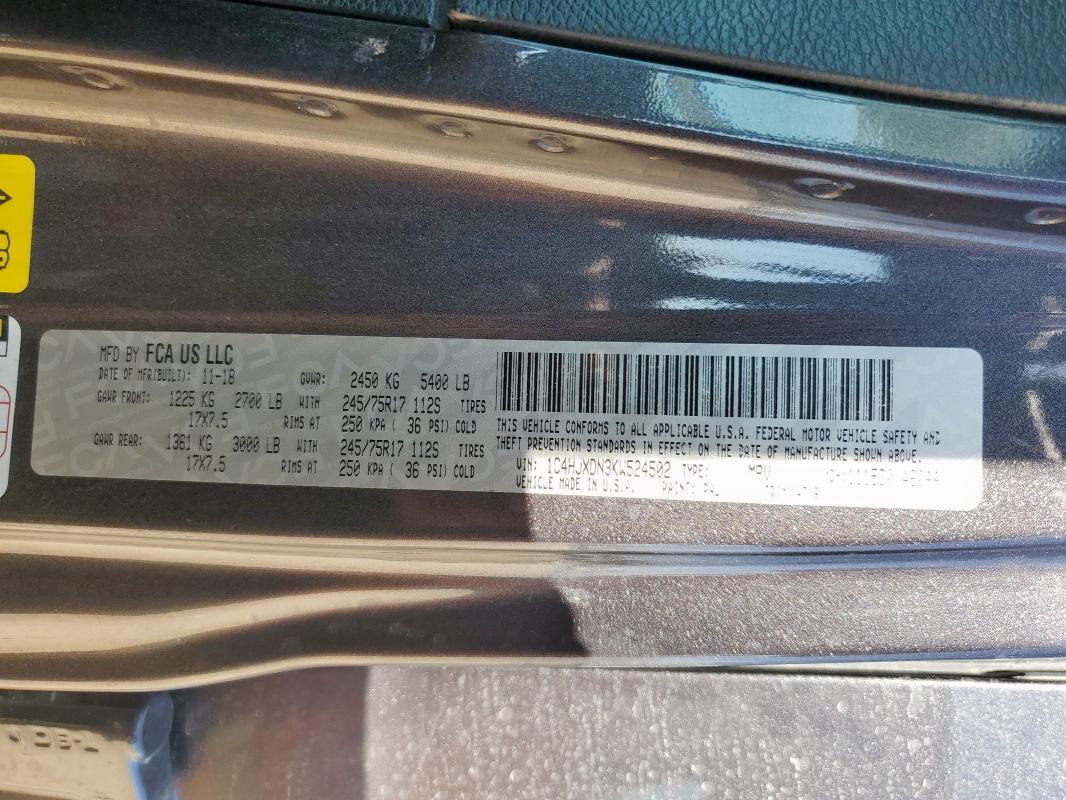 MFD BY FCA US LLC
DATE OF MFR(BUILT): 11-18 GVWR: 2450 KG 5400 LB
GAWR FRONT: 1225 KG 2700 LB WITH 245/75R17 112S TIRES
17X7.5 RIMS AT 250 KPA ( 36 PSI) COLD
GAWR REAR: 1361 KG 3000 LB WITH 245/75R17 112S TIRES
17X7.5 RIMS AT 250 KPA ( 36 PSI) COLD
THIS VEHICLE CONFORMS TO ALL APPLICABLE U.S.A. FEDERAL MOTOR VEHICLE SAFETY AND
THEFT PREVENTION STANDARDS IN EFFECT ON THE DATE OF MANUFACTURE SHOWN ABOVE.
VIN: 1C4HJXDN3KW524502 TYPE: MPV
VEHICLE MADE IN U.S.A. PAINT: